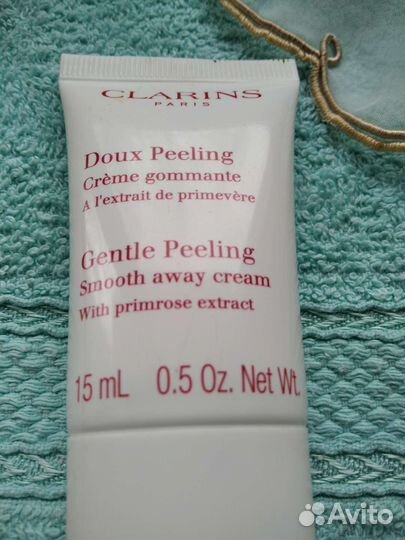 CLARINS
PARIS
Doux Peeling
Crème gommante
A l'extrait de primevère
Gentle Peeling
Smooth away cream
With primrose extract
15 mL 0.5 Oz. Net Wt.
Avito